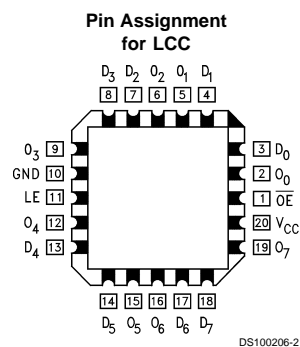 Pin Assignment
for LCC
D3 D2 O2 O1 D1
8 7 6 5 4
O3 9 3 D0
GND 10 2 O0
LE 11 1 O̅E̅
O4 12 20 VCC
D4 13 19 O7
14 15 16 17 18
D5 O5 O6 D6 D7
DS100206-2